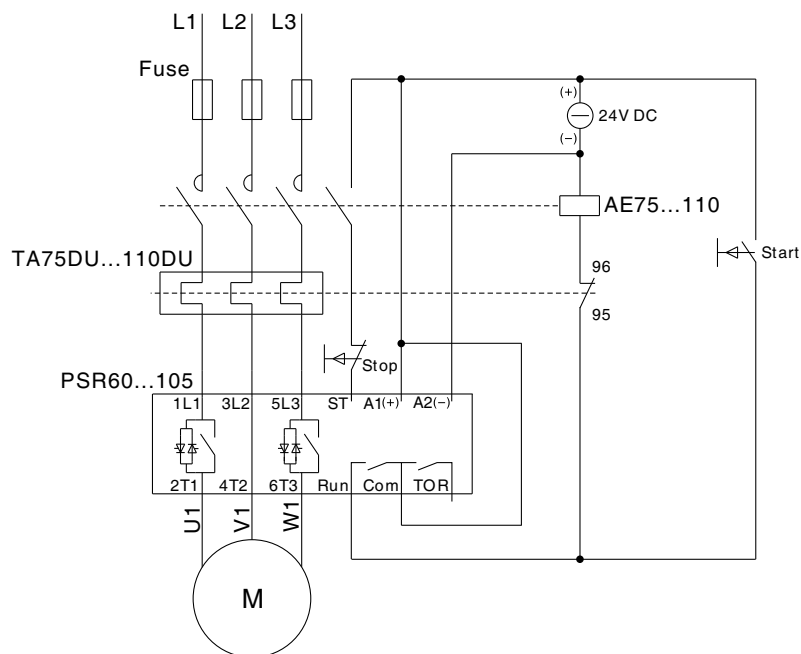 L1 L2 L3
Fuse
(+)
24V DC
(−)
AE75...110
TA75DU...110DU
Start
96
95
Stop
PSR60...105
1L1 3L2 5L3 ST A1(+) A2(−)
2T1 4T2 6T3 Run Com TOR
U1 V1 W1
M